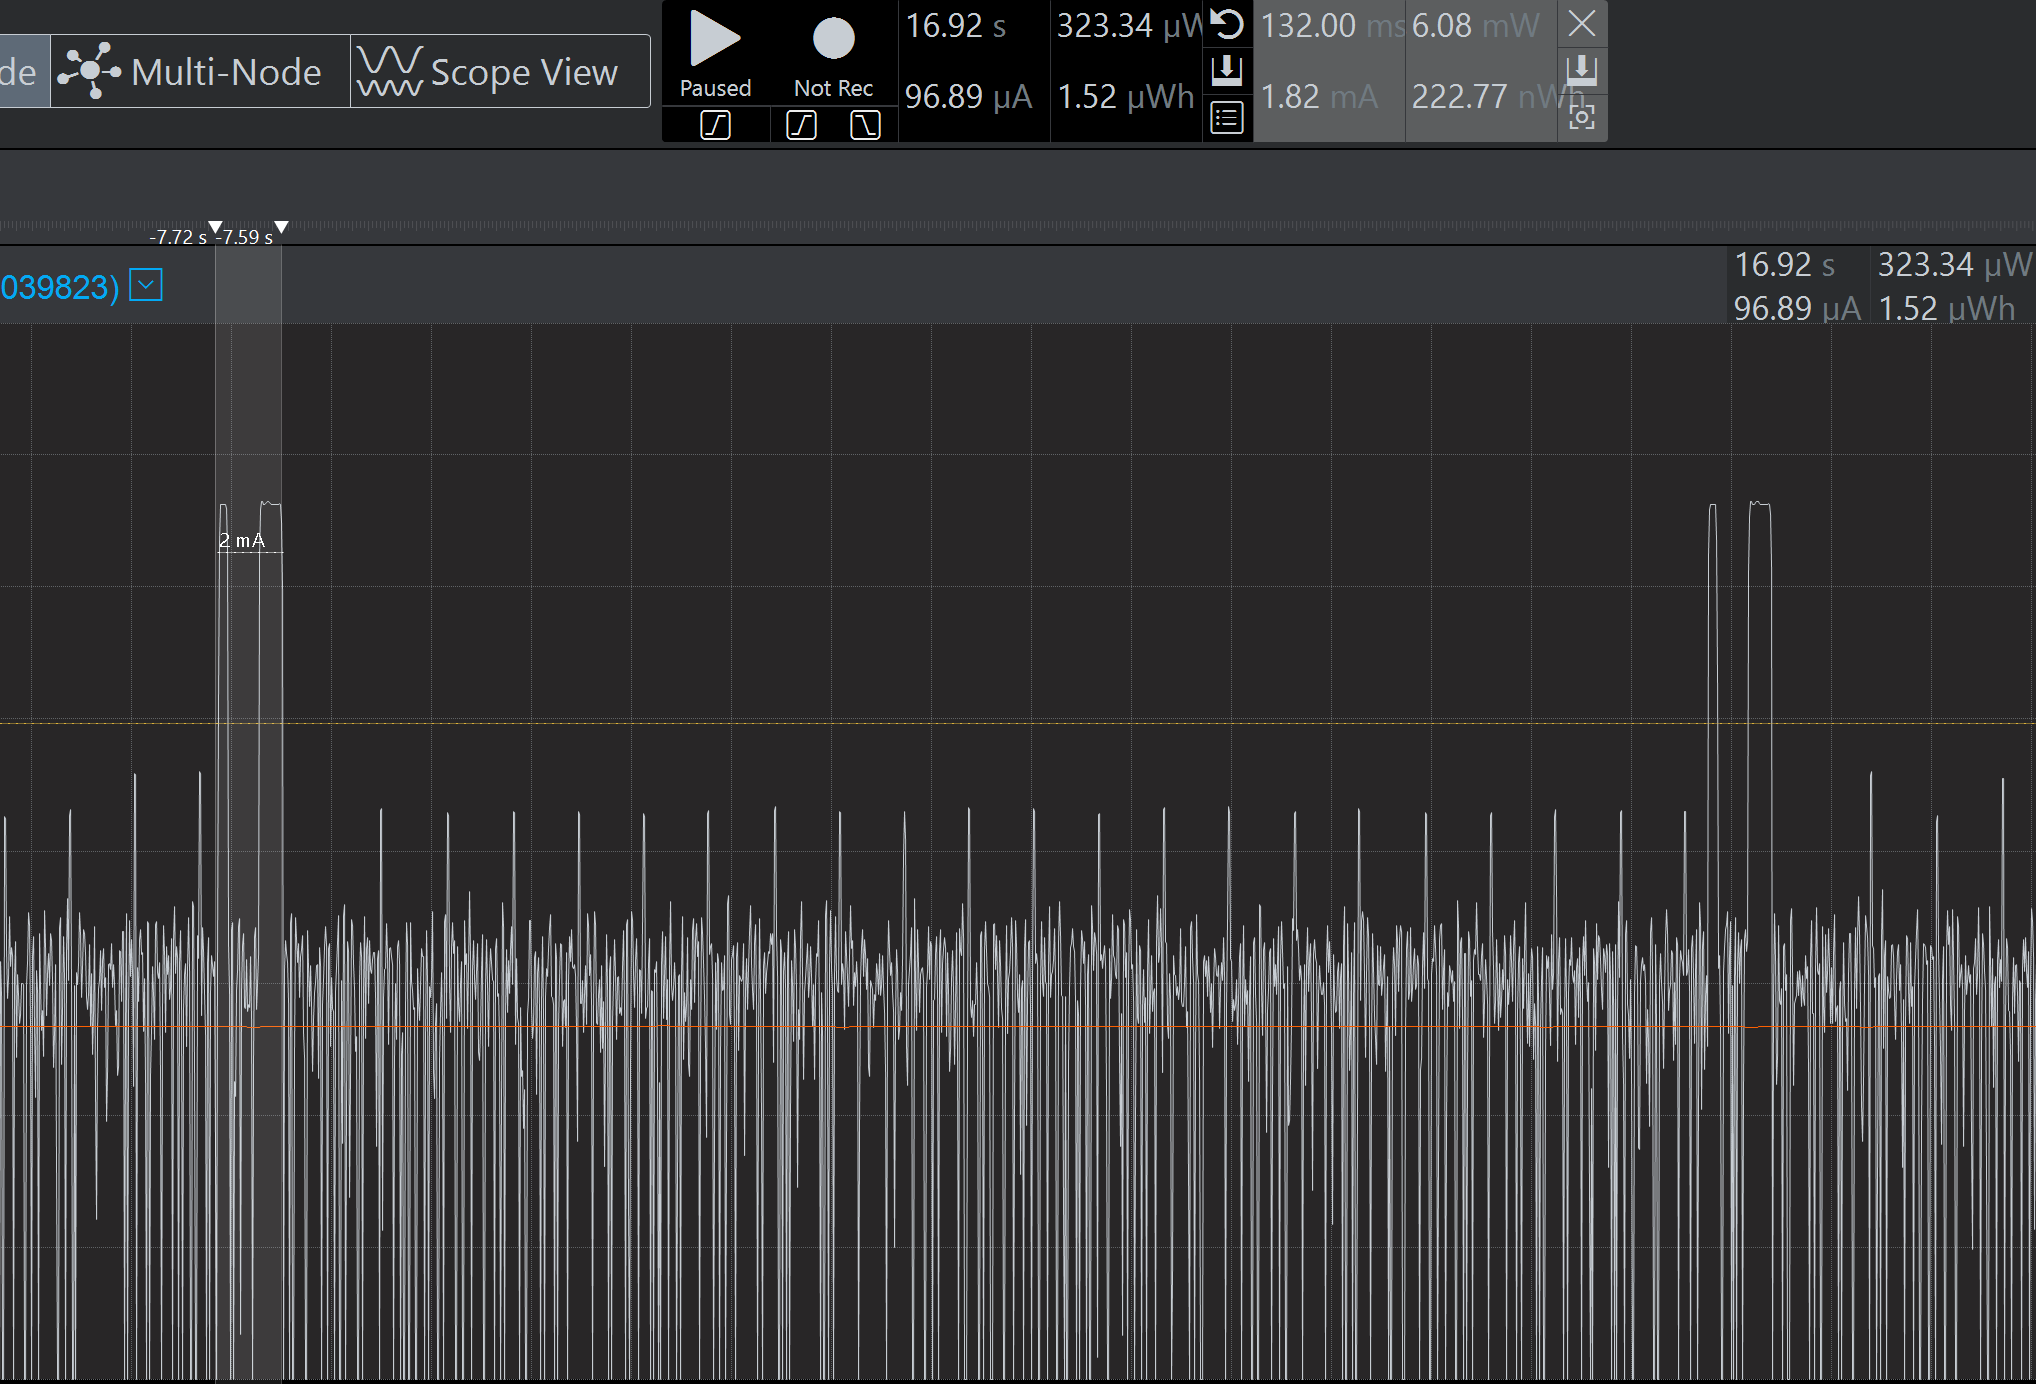 de Multi-Node Scope View
Paused Not Rec
16.92 s 323.34 µW
96.89 µA 1.52 µWh
132.00 ms 6.08 mW
1.82 mA 222.77 nWh
-7.72 s -7.59 s
039823)
16.92 s 323.34 µW
96.89 µA 1.52 µWh
2 mA